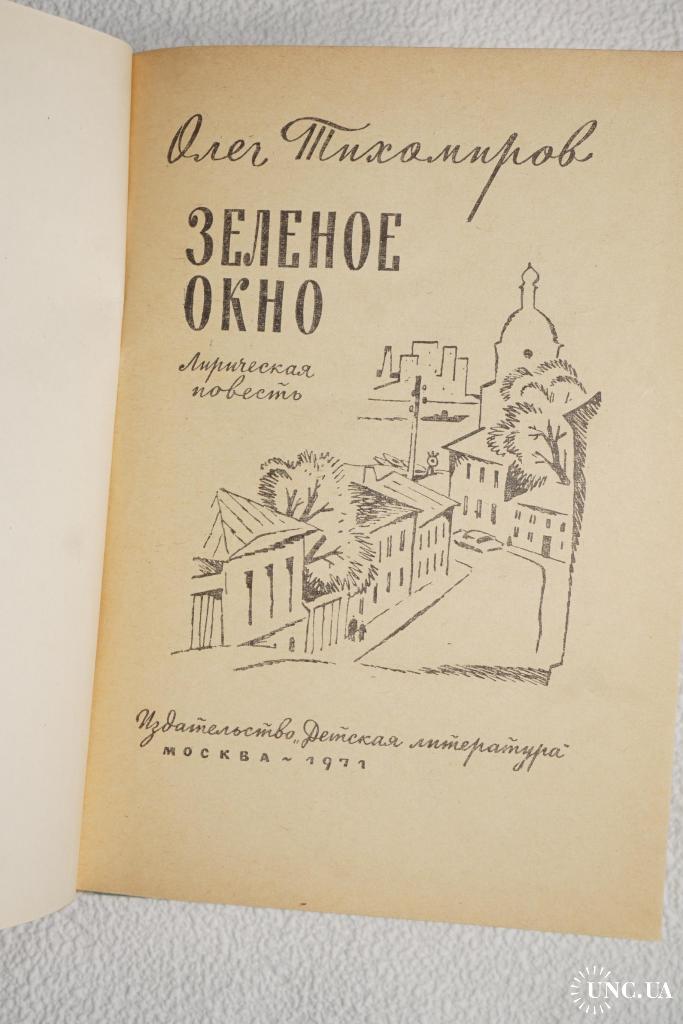 Олег Тихомиров
ЗЕЛЕНОЕ
ОКНО
Лирическая
повесть
Издательство „Детская литература“
МОСКВА ~ 1971
UNC.UA